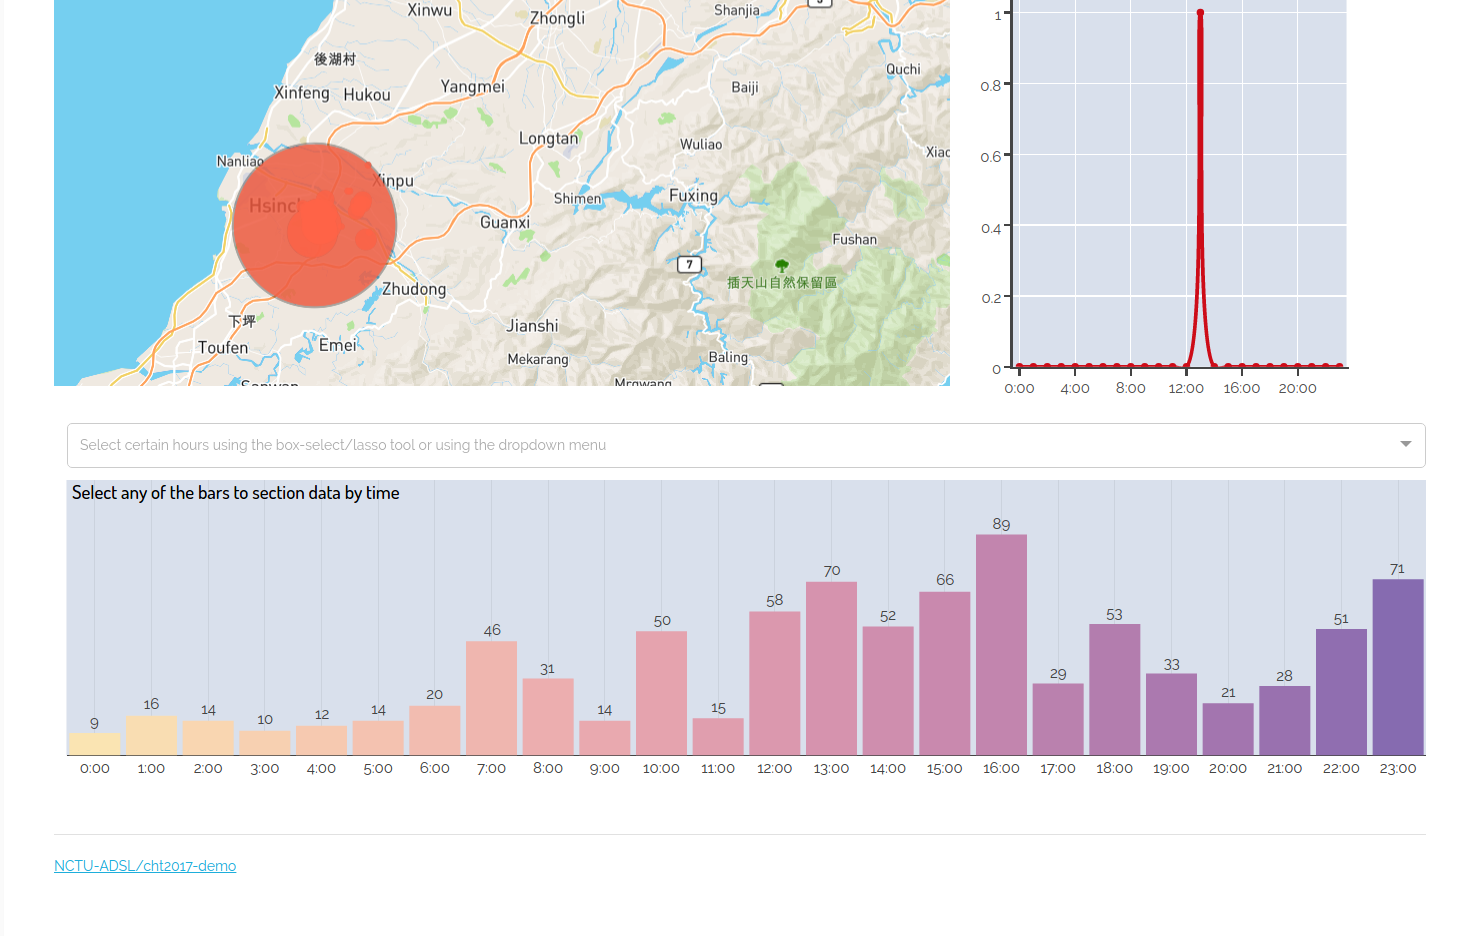 Xinwu
Zhongli
Shanjia
後湖村
Quchi
Xinfeng
Hukou
Yangmei
Baiji
Longtan
Wuliao
Nanliao
Xiao
Xinpu
Hsinch
Shimen
Fuxing
Guanxi
Fushan
7
插天山自然保留區
Zhudong
下坪
Jianshi
Toufen
Emei
Mekarang
Baling
1
0.8
0.6
0.4
0.2
0
0:00 4:00 8:00 12:00 16:00 20:00
Select certain hours using the box-select/lasso tool or using the dropdown menu
Select any of the bars to section data by time
9 16 14 10 12 14 20 46 31 14 50 15 58 70 52 66 89 29 53 33 21 28 51 71
0:00 1:00 2:00 3:00 4:00 5:00 6:00 7:00 8:00 9:00 10:00 11:00 12:00 13:00 14:00 15:00 16:00 17:00 18:00 19:00 20:00 21:00 22:00 23:00
NCTU-ADSL/cht2017-demo